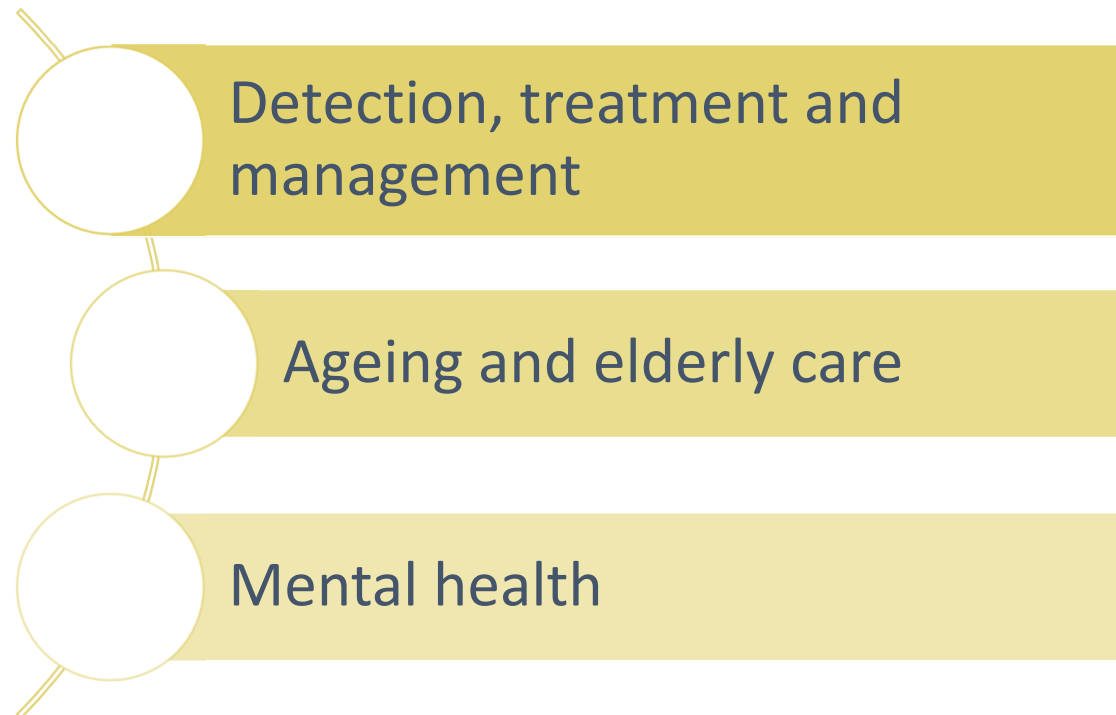 Detection, treatment and
management
Ageing and elderly care
Mental health